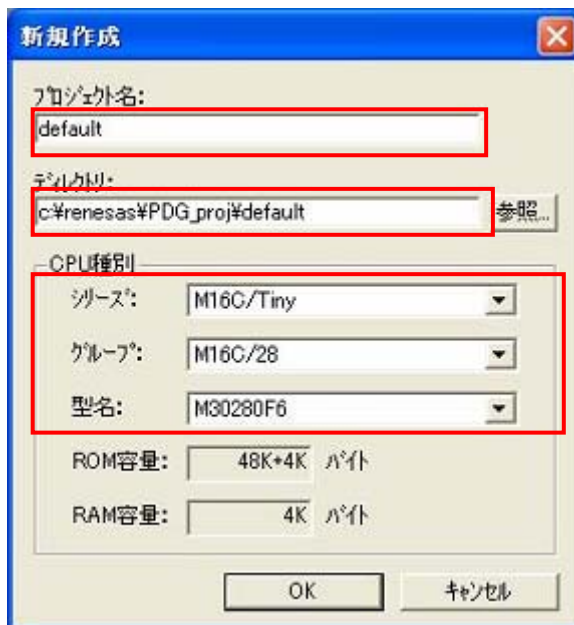 新規作成
プロジェクト名:
default
ディレクトリ:
c:¥renesas¥PDG_proj¥default 参照...
CPU種別
シリーズ: M16C/Tiny
グループ: M16C/28
型名: M30280F6
ROM容量: 48K+4K バイト
RAM容量: 4K バイト
OK キャンセル